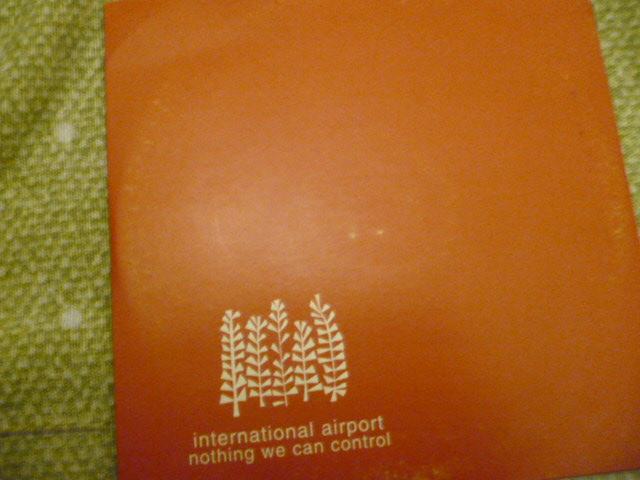 international airport
nothing we can control